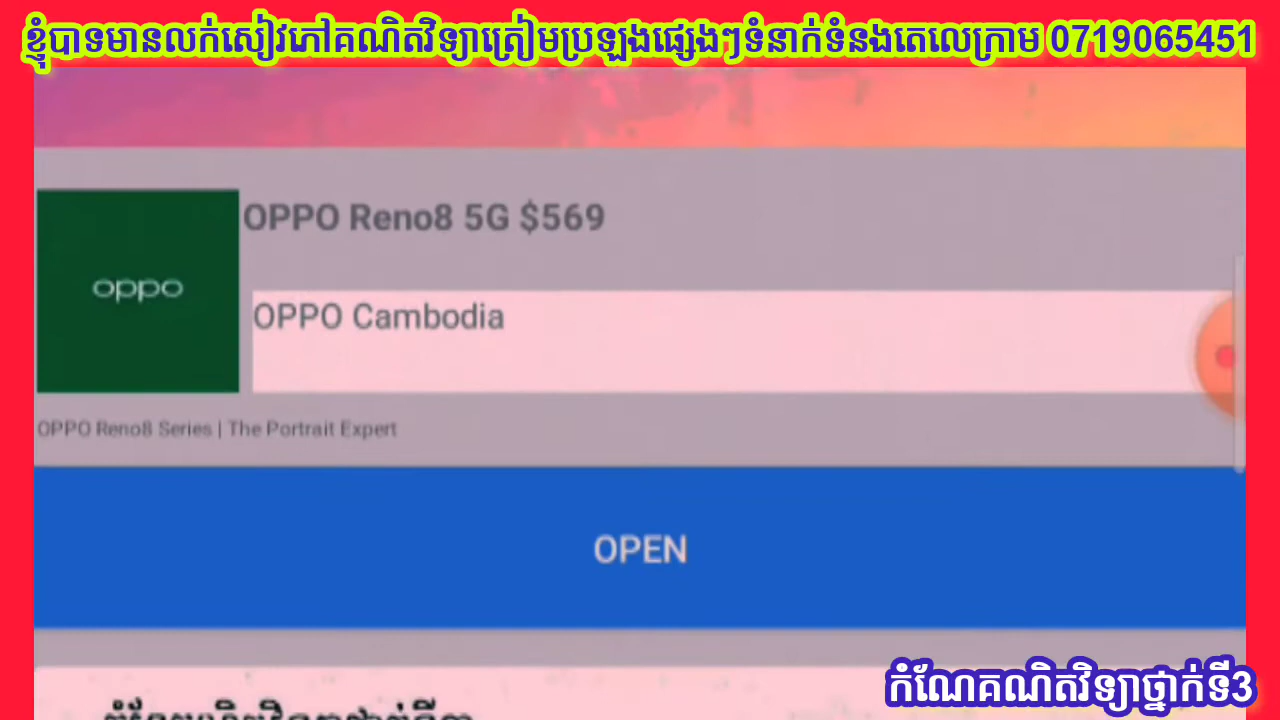 ខ្ញុំបាទមានលក់សៀវភៅគណិតវិទ្យាត្រៀមប្រឡងផ្សេងៗទំនាក់ទំនងតេលេក្រាម 0719065451
OPPO Reno8 5G $569
oppo
OPPO Cambodia
OPPO Reno8 Series | The Portrait Expert
OPEN
កំណែគណិតវិទ្យាថ្នាក់ទី3